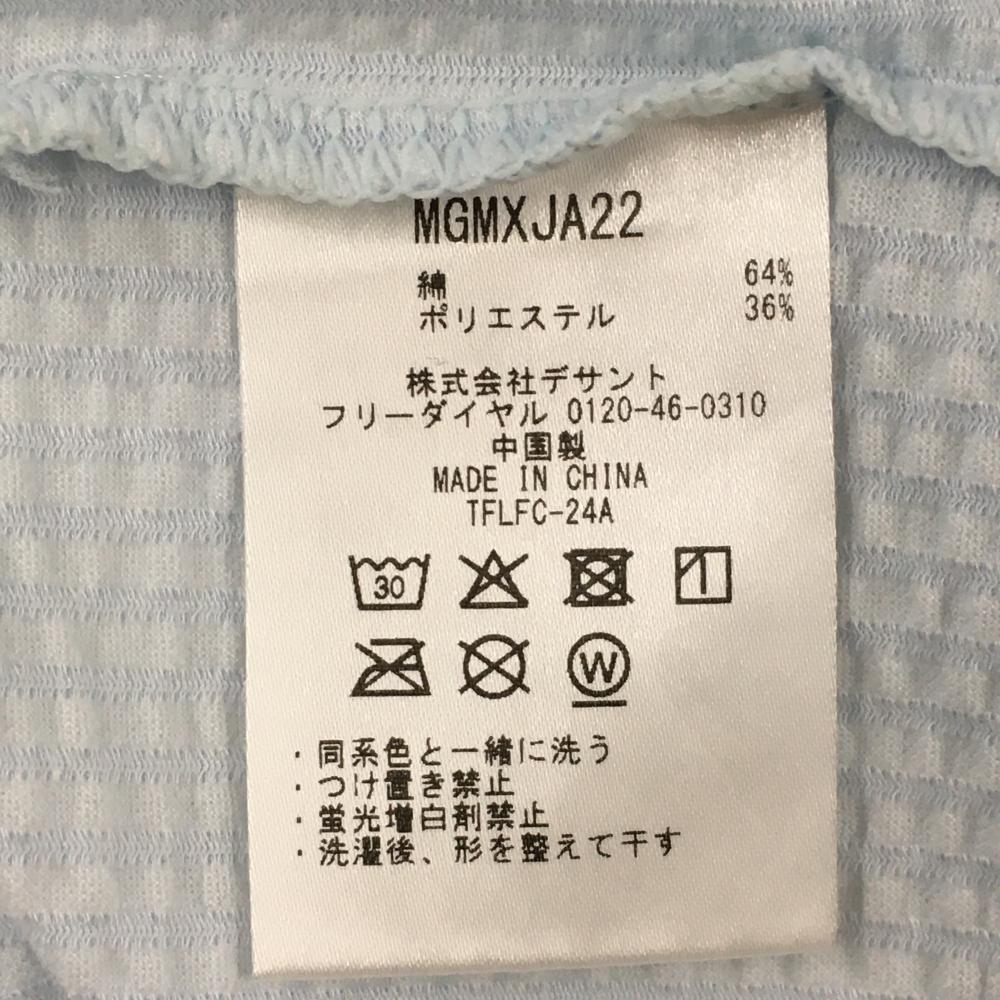 MGMXJA22
綿 64%
ポリエステル 36%
株式会社デサント
フリーダイヤル 0120-46-0310
中国製
MADE IN CHINA
TFLFC-24A
30
W
・同系色と一緒に洗う
・つけ置き禁止
・蛍光増白剤禁止
・洗濯後、形を整えて干す